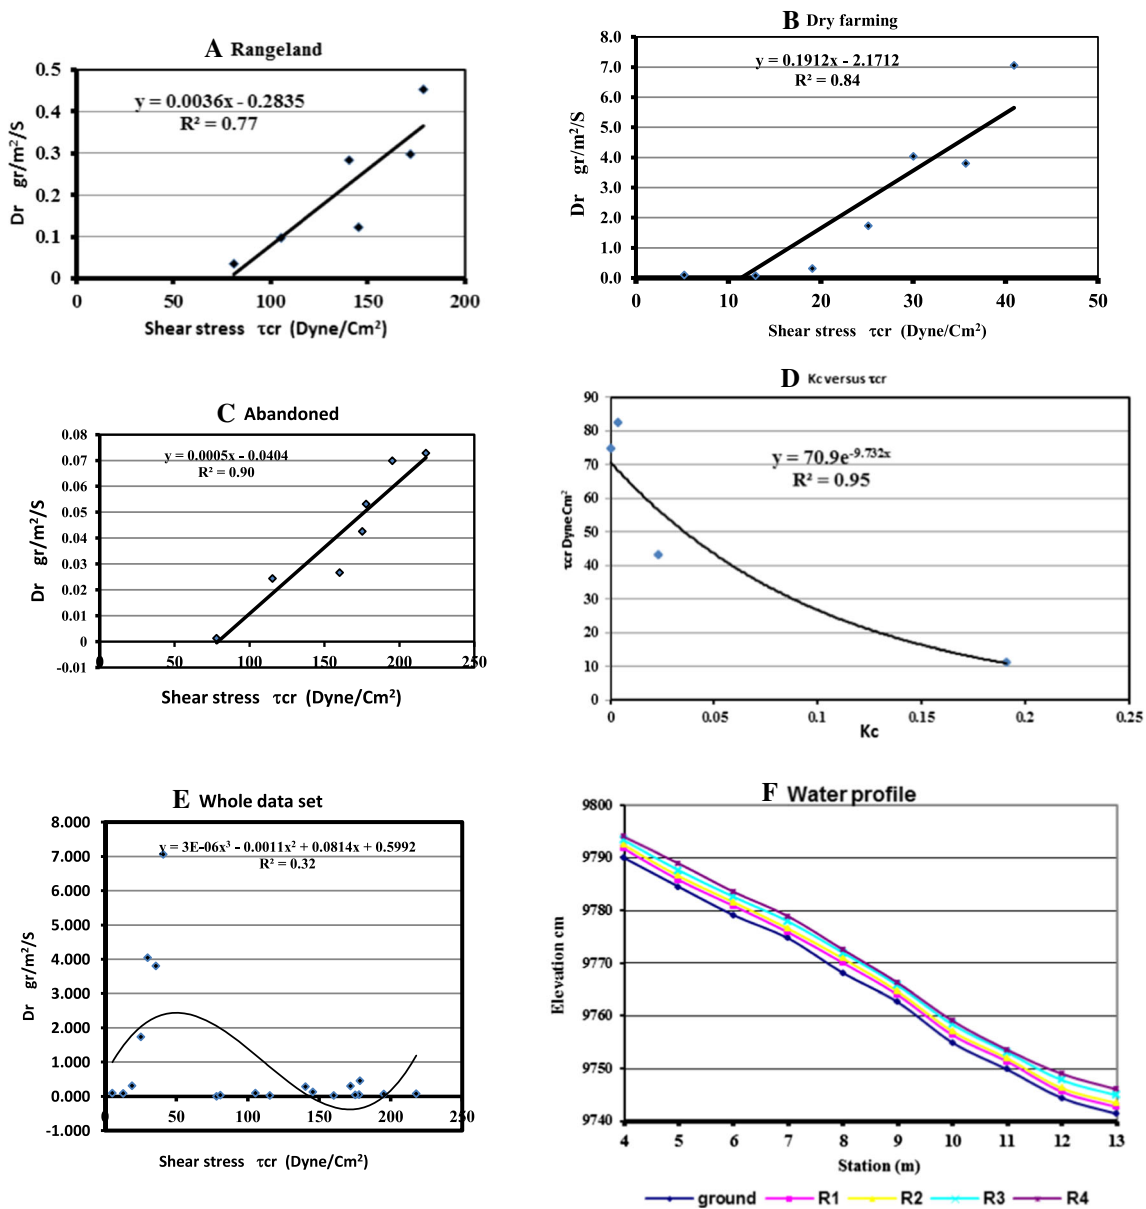 A Rangeland
0.5
0.4
0.3
0.2
0.1
0
y = 0.0036x - 0.2835
R² = 0.77
Dr gr/m²/S
0 50 100 150 200
Shear stress τcr (Dyne/Cm²)
B Dry farming
8.0
7.0
6.0
5.0
4.0
3.0
2.0
1.0
0.0
y = 0.1912x - 2.1712
R² = 0.84
Dr gr/m²/S
0 10 20 30 40 50
Shear stress τcr (Dyne/Cm²)
C Abandoned
0.08
0.07
0.06
0.05
0.04
0.03
0.02
0.01
0
-0.01
y = 0.0005x - 0.0404
R² = 0.90
Dr gr/m²/S
0 50 100 150 200 250
Shear stress τcr (Dyne/Cm²)
D Kc versus τcr
90
80
70
60
50
40
30
20
10
0
y = 70.9e^-9.732x
R² = 0.95
τcr DyneCm²
0 0.05 0.1 0.15 0.2 0.25
Kc
E Whole data set
8.000
7.000
6.000
5.000
4.000
3.000
2.000
1.000
0.000
-1.000
y = 3E-06x³ - 0.0011x² + 0.0814x + 0.5992
R² = 0.32
Dr gr/m²/S
0 50 100 150 200 250
Shear stress τcr (Dyne/Cm²)
F Water profile
9800
9790
9780
9770
9760
9750
9740
Elevation cm
4 5 6 7 8 9 10 11 12 13
Station (m)
ground R1 R2 R3 R4